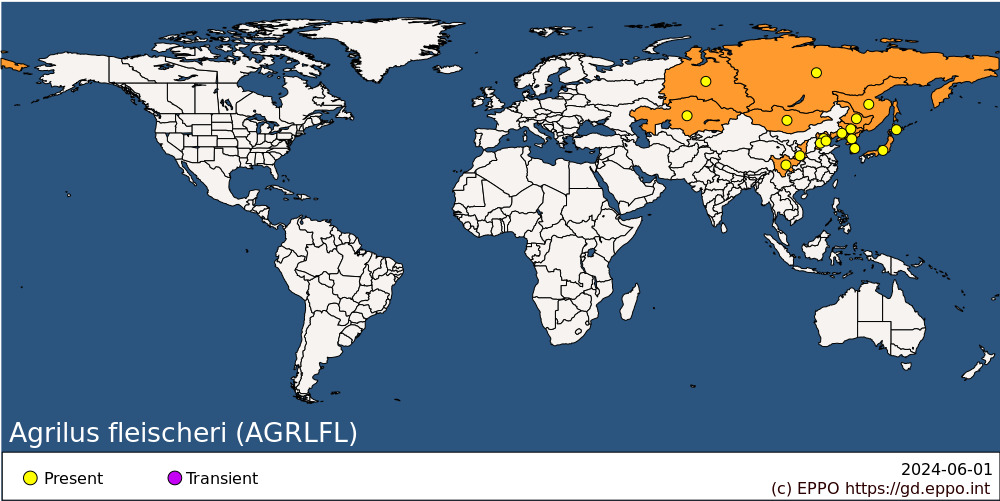 Agrilus fleischeri (AGRLFL)
Present
Transient
2024-06-01
(c) EPPO https://gd.eppo.int